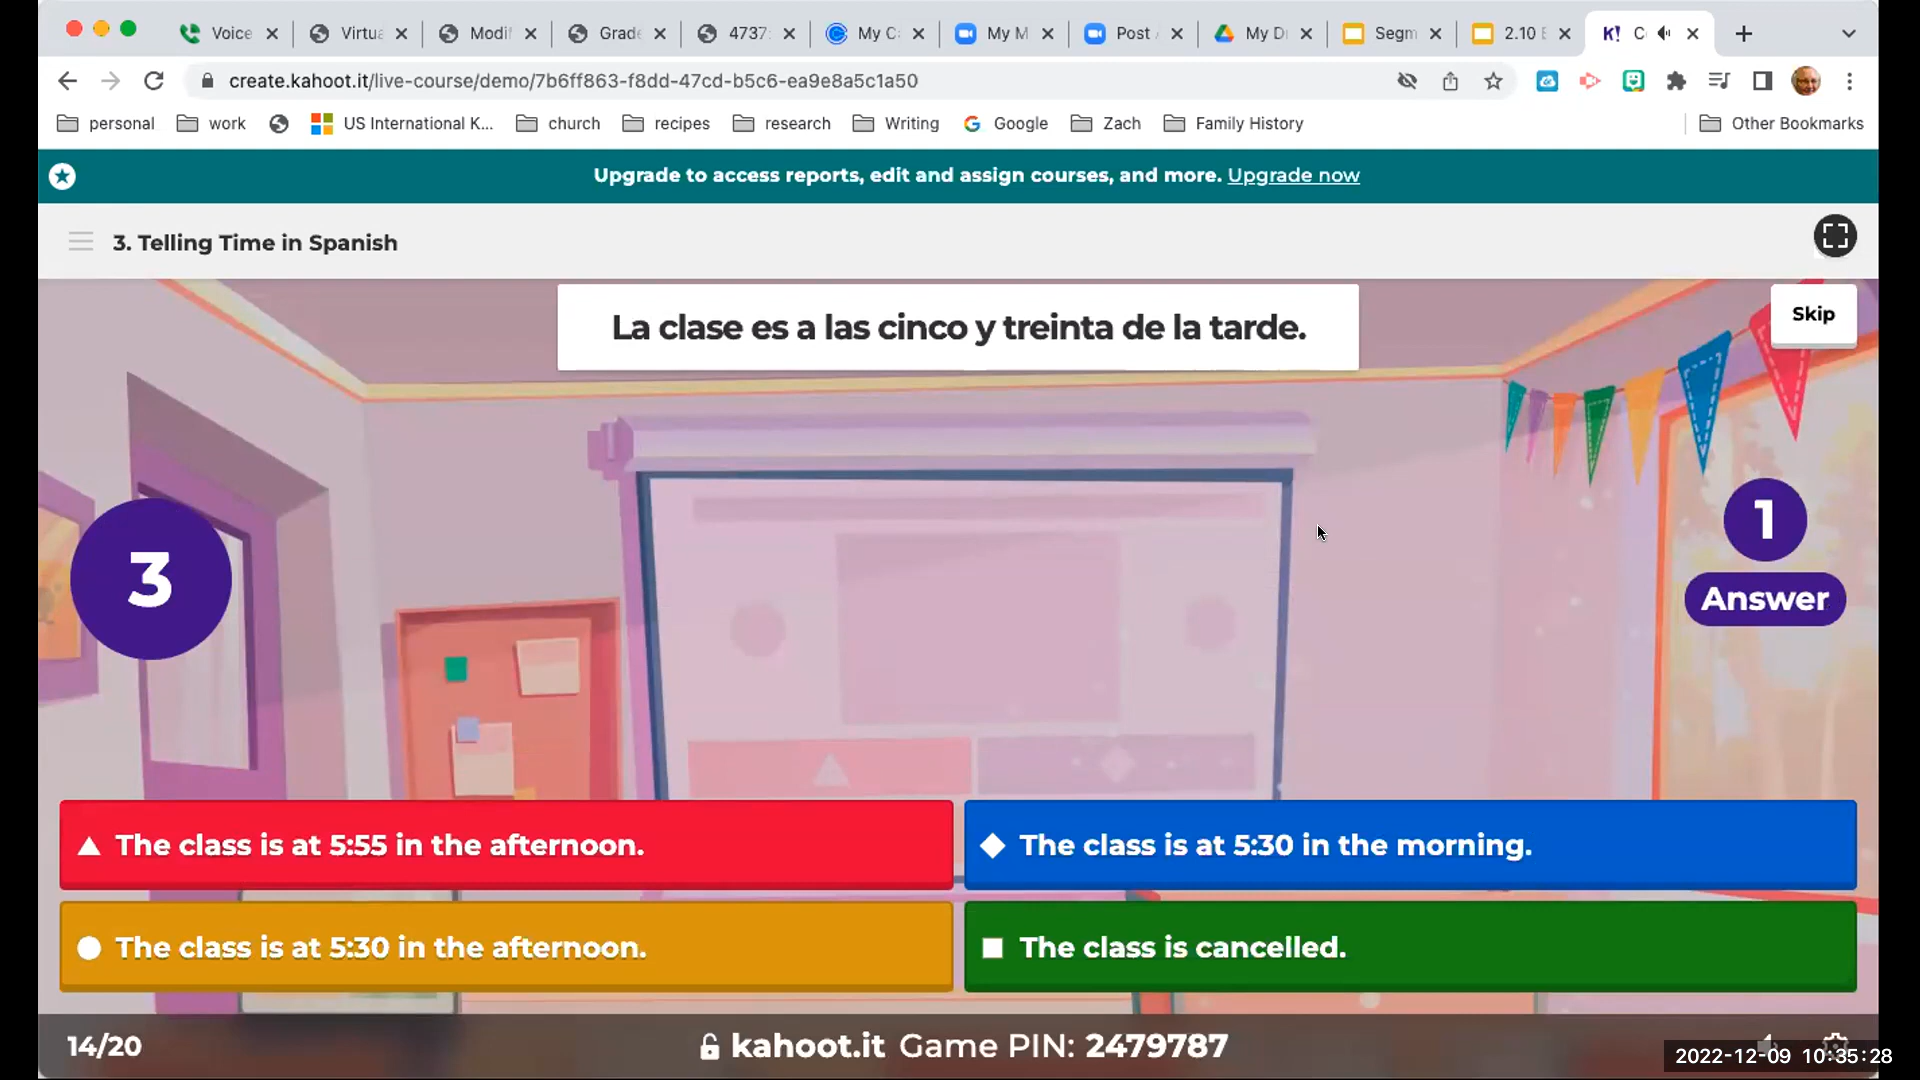 Voice
Virtua
Modif
Grade
4737:
My C
My M
Post
My D
Segm
2.10 E
K!
create.kahoot.it/live-course/demo/7b6ff863-f8dd-47cd-b5c6-ea9e8a5c1a50
personal
work
US International K...
church
recipes
research
Writing
Google
Zach
Family History
Other Bookmarks
Upgrade to access reports, edit and assign courses, and more. Upgrade now
3. Telling Time in Spanish
La clase es a las cinco y treinta de la tarde.
Skip
3
1
Answer
The class is at 5:55 in the afternoon.
The class is at 5:30 in the morning.
The class is at 5:30 in the afternoon.
The class is cancelled.
14/20
kahoot.it Game PIN: 2479787
2022-12-09 10:35:28